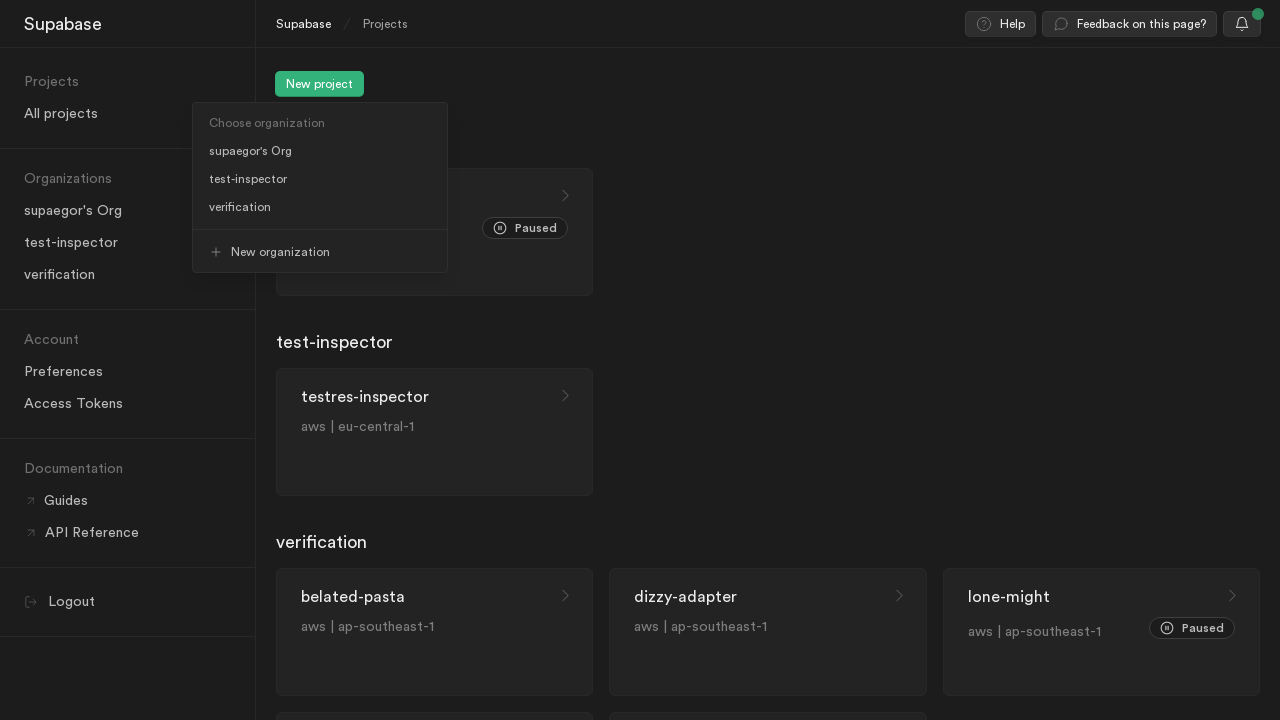 Supabase
Supabase / Projects
Help
Feedback on this page?
Projects
All projects
Organizations
supaegor's Org
test-inspector
verification
Account
Preferences
Access Tokens
Documentation
Guides
API Reference
Logout
New project
Choose organization
supaegor's Org
test-inspector
verification
New organization
Paused
test-inspector
testres-inspector
aws | eu-central-1
verification
belated-pasta
aws | ap-southeast-1
dizzy-adapter
aws | ap-southeast-1
lone-might
aws | ap-southeast-1
Paused